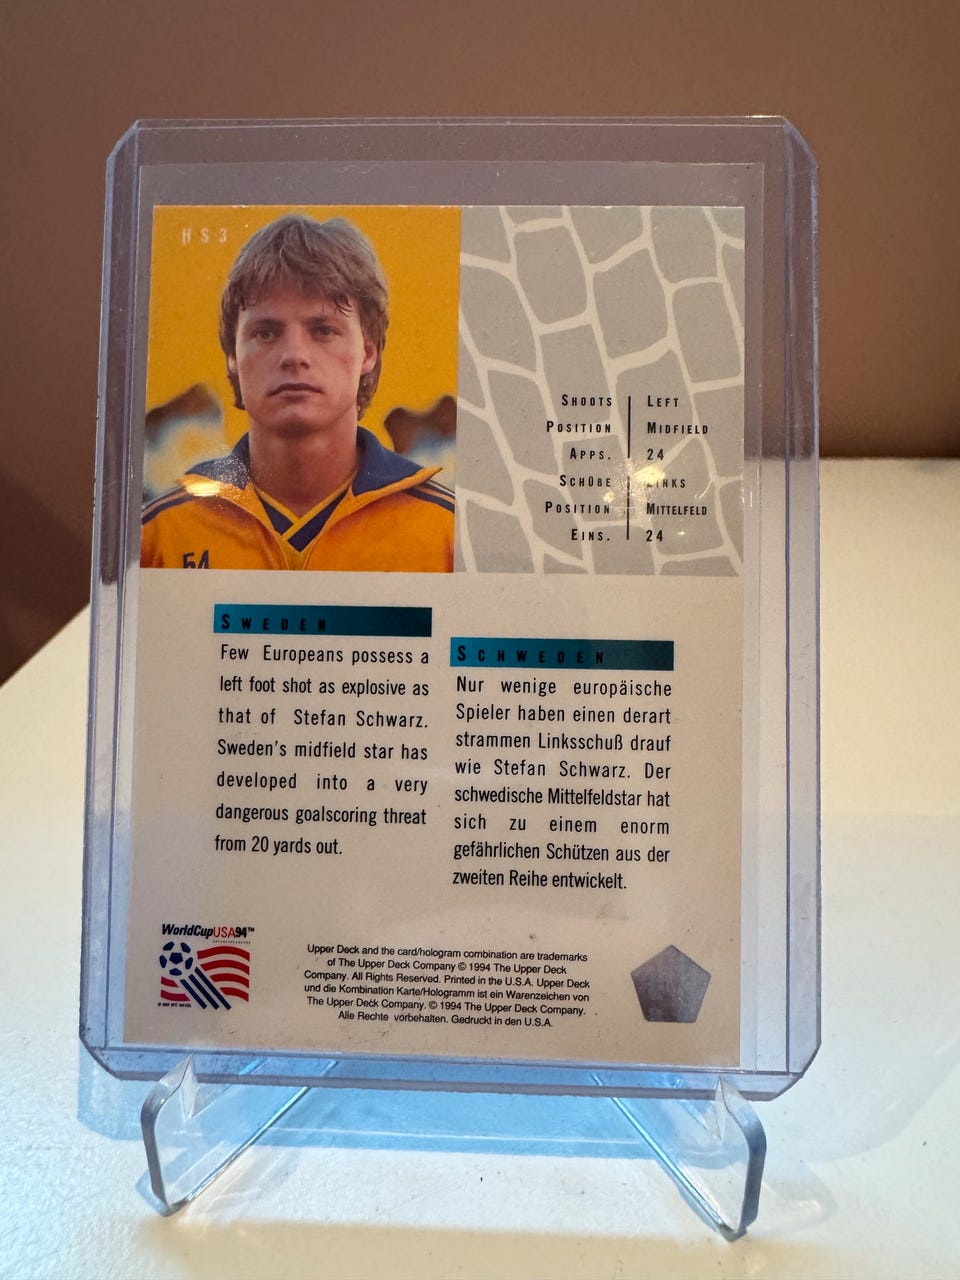 HS3
54
SHOOTS LEFT
POSITION MIDFIELD
APPS. 24
SCHÜßE LINKS
POSITION MITTELFELD
EINS. 24
SWEDEN
Few Europeans possess a
left foot shot as explosive as
that of Stefan Schwarz.
Sweden's midfield star has
developed into a very
dangerous goalscoring threat
from 20 yards out.
SCHWEDEN
Nur wenige europäische
Spieler haben einen derart
strammen Linksschuß drauf
wie Stefan Schwarz. Der
schwedische Mittelfeldstar hat
sich zu einem enorm
gefährlichen Schützen aus der
zweiten Reihe entwickelt.
WorldCupUSA94™
Upper Deck and the card/hologram combination are trademarks
of The Upper Deck Company © 1994 The Upper Deck
Company. All Rights Reserved. Printed in the U.S.A. Upper Deck
und die Kombination Karte/Hologramm ist ein Warenzeichen von
The Upper Deck Company. © 1994 The Upper Deck Company.
Alle Rechte vorbehalten. Gedruckt in den U.S.A.